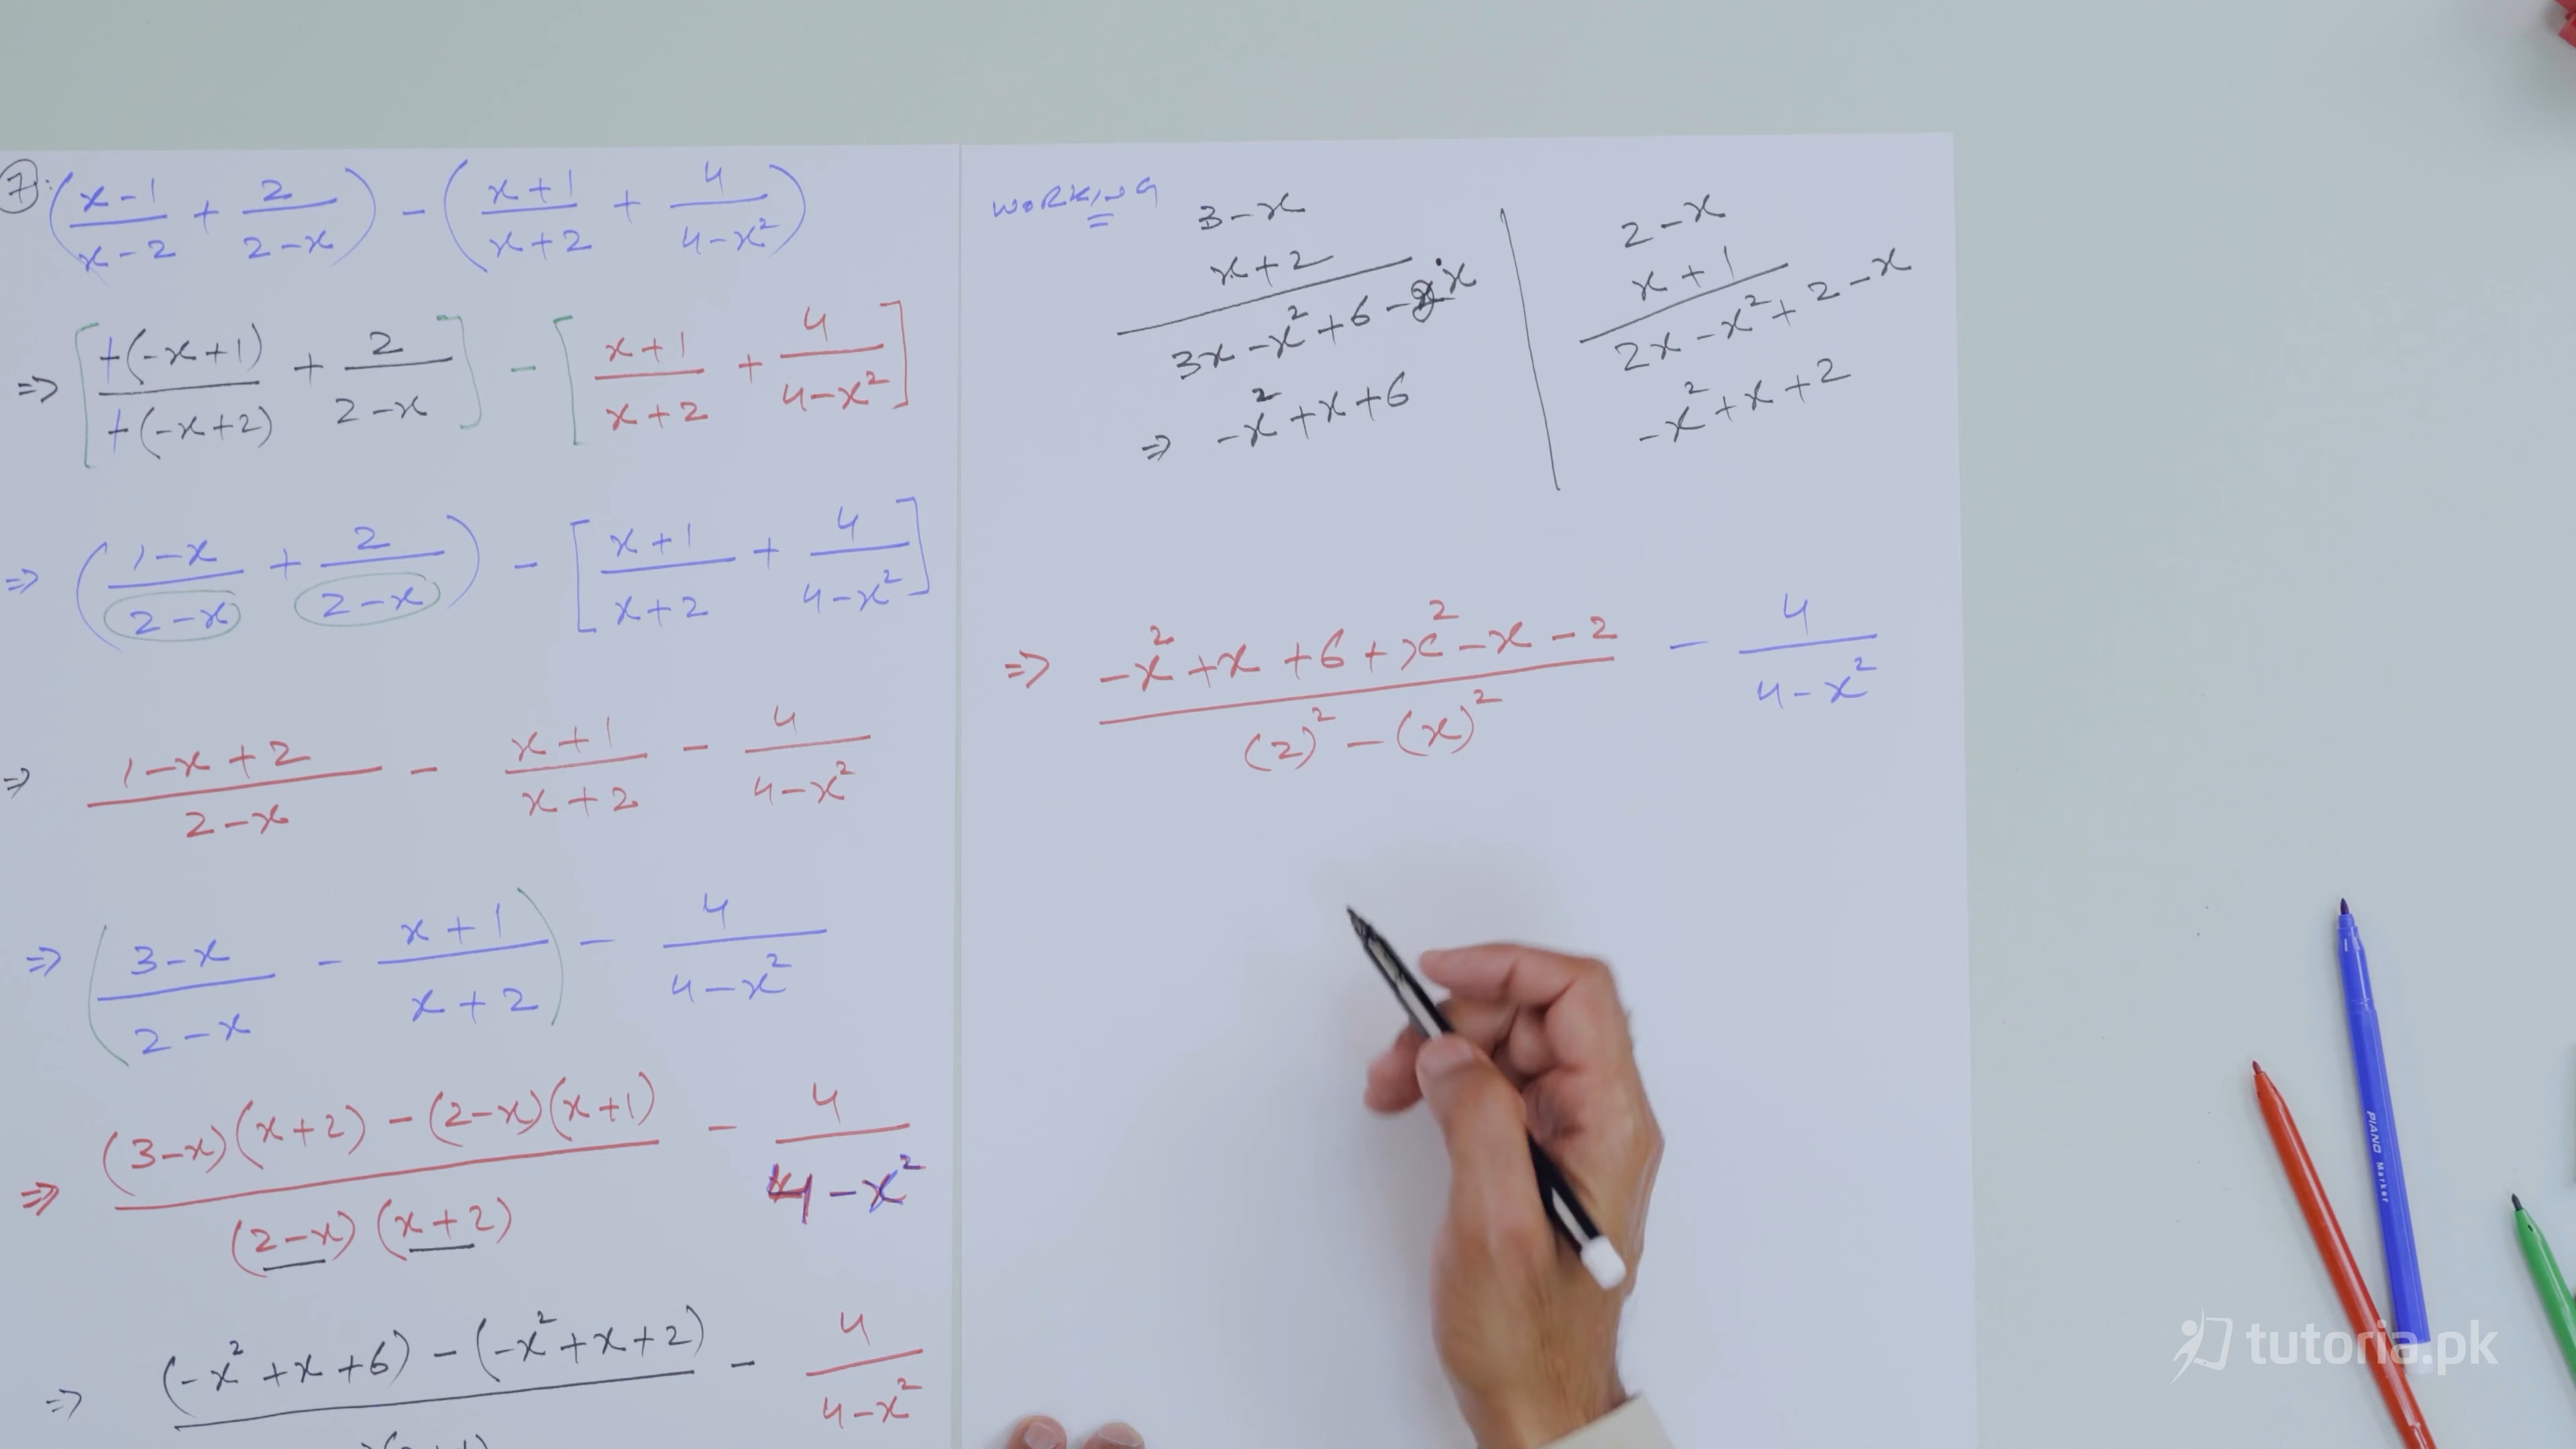 7: (x-1/x-2 + 2/2-x) - (x+1/x+2 + 4/4-x²)
=> [+(-x+1)/+(-x+2) + 2/2-x] - [x+1/x+2 + 4/4-x²]
=> (1-x/2-x + 2/2-x) - [x+1/x+2 + 4/4-x²]
=> 1-x+2/2-x - x+1/x+2 - 4/4-x²
=> (3-x/2-x - x+1/x+2) - 4/4-x²
=> (3-x)(x+2) - (2-x)(x+1)/(2-x)(x+2) - 4/4-x²
=> (-x²+x+6) - (-x²+x+2) - 4/4-x²
WORKING
3-x
x+2
3x-x²+6-2x
=> -x²+x+6
2-x
x+1
2x-x²+2-x
-x²+x+2
=> -x²+x+6+x²-x-2/(2)²-(x)² - 4/4-x²
PIANO Marker
tutoria.pk